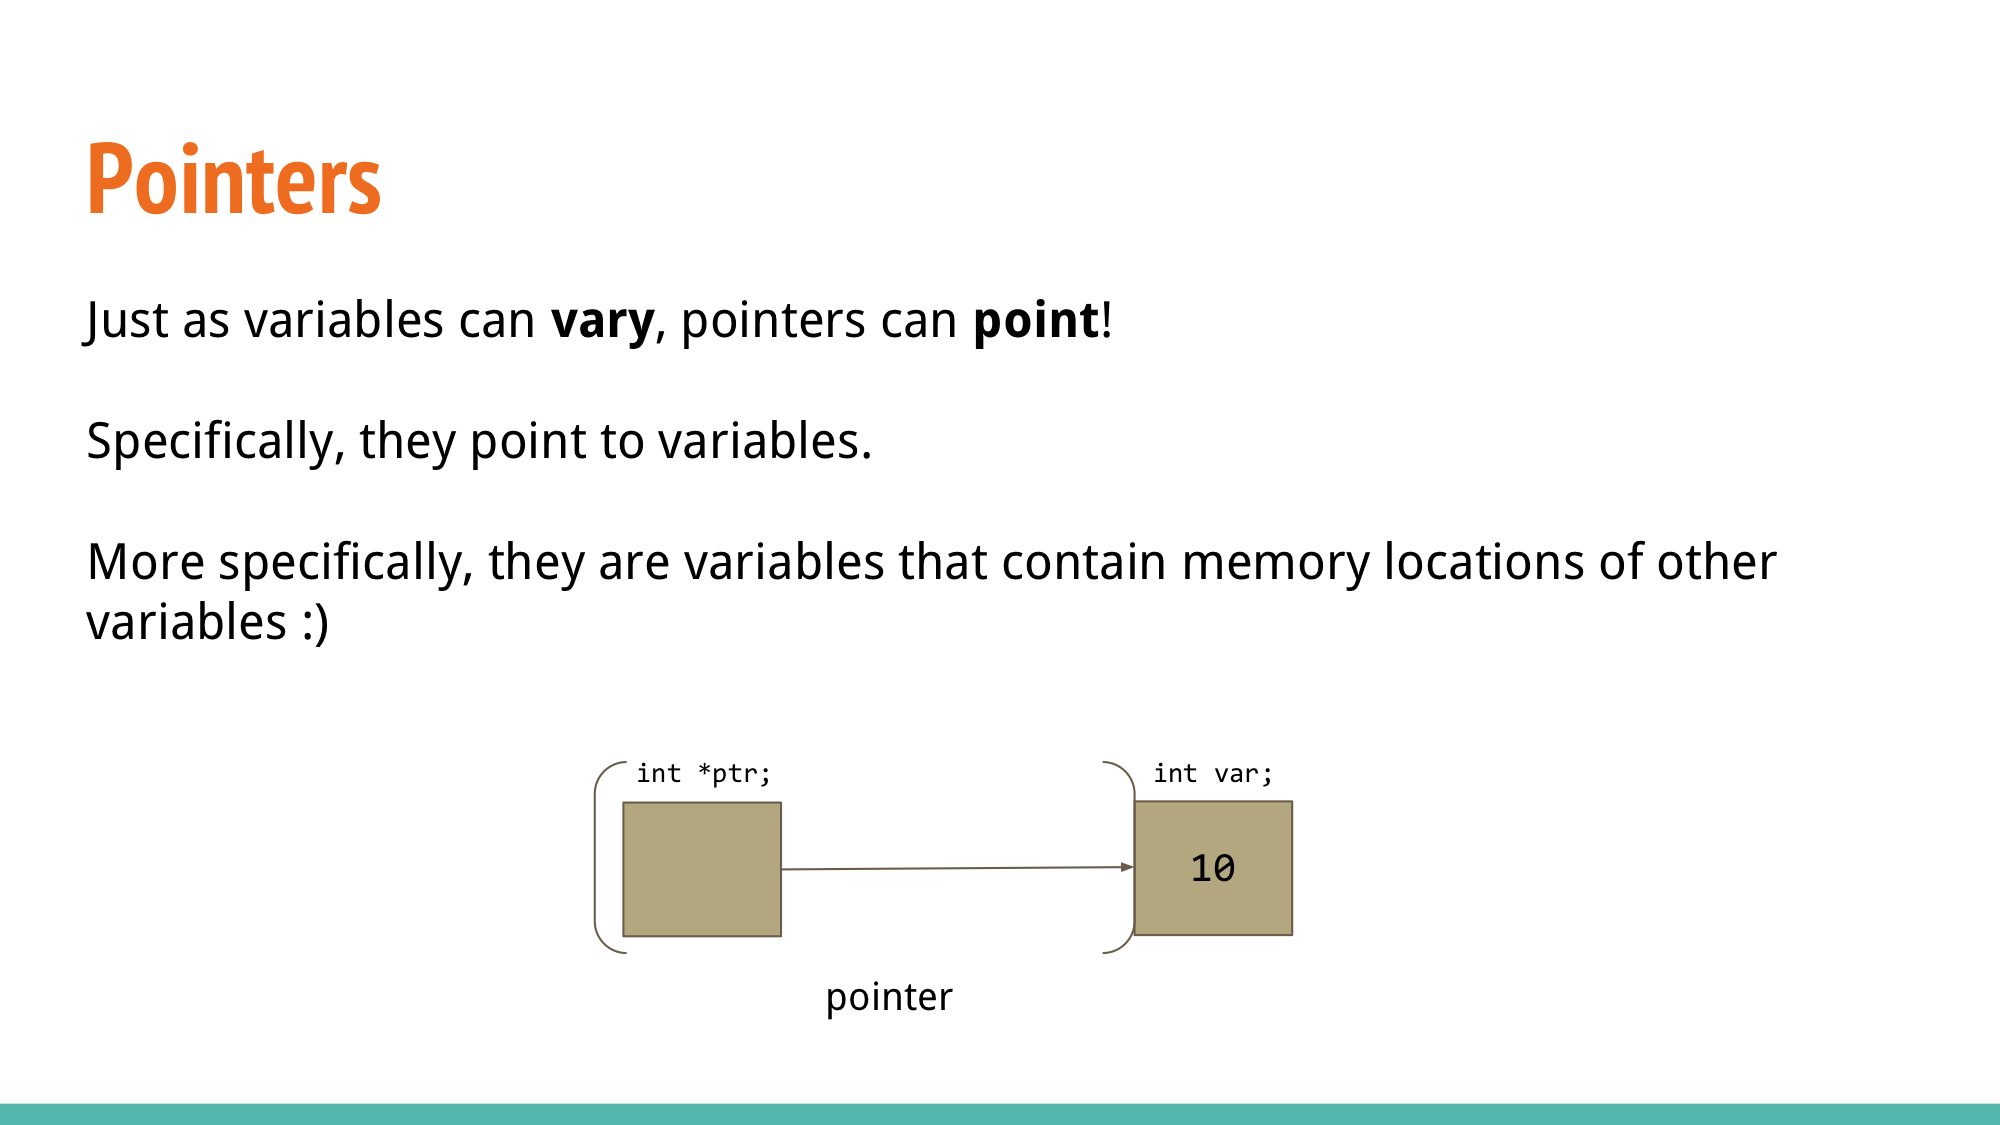 Pointers
Just as variables can vary, pointers can point!
Specifically, they point to variables.
More specifically, they are variables that contain memory locations of other
variables :)
int *ptr;
int var;
10
pointer